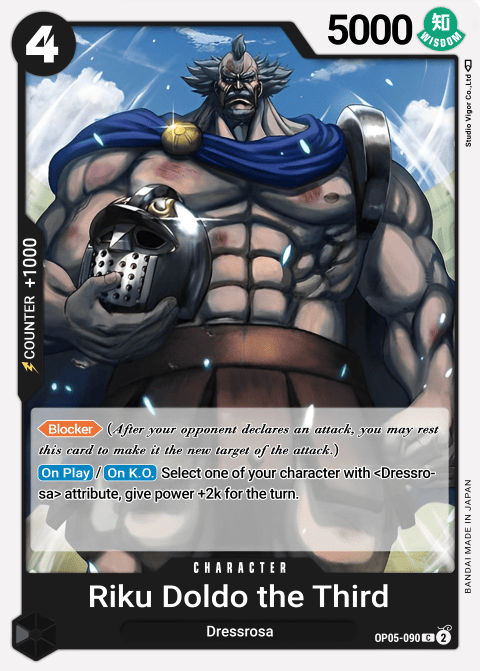 4
5000
知
WISDOM
Studio Vigor Co.,Ltd
COUNTER +1000
Blocker (After your opponent declares an attack, you may rest
this card to make it the new target of the attack.)
On Play / On K.O. Select one of your character with <Dressro-
sa> attribute, give power +2k for the turn.
BANDAI MADE IN JAPAN
CHARACTER
Riku Doldo the Third
Dressrosa
OP05-090 C 2